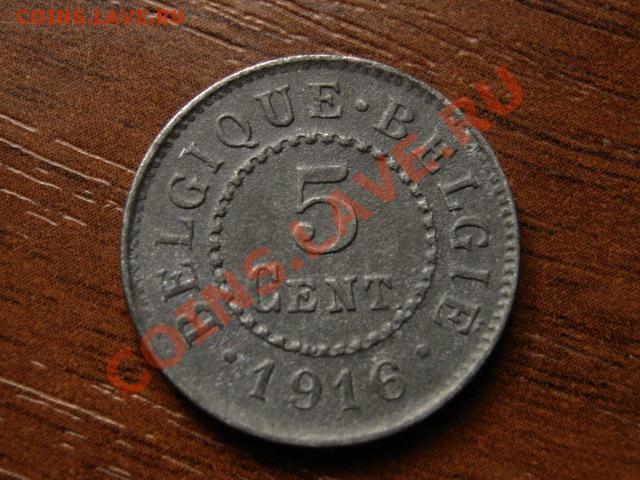 COINS.LAVE.RU
BELGIQUE · BELGIE
5
CENT.
· 1916 ·
COINS.LAVE.RU